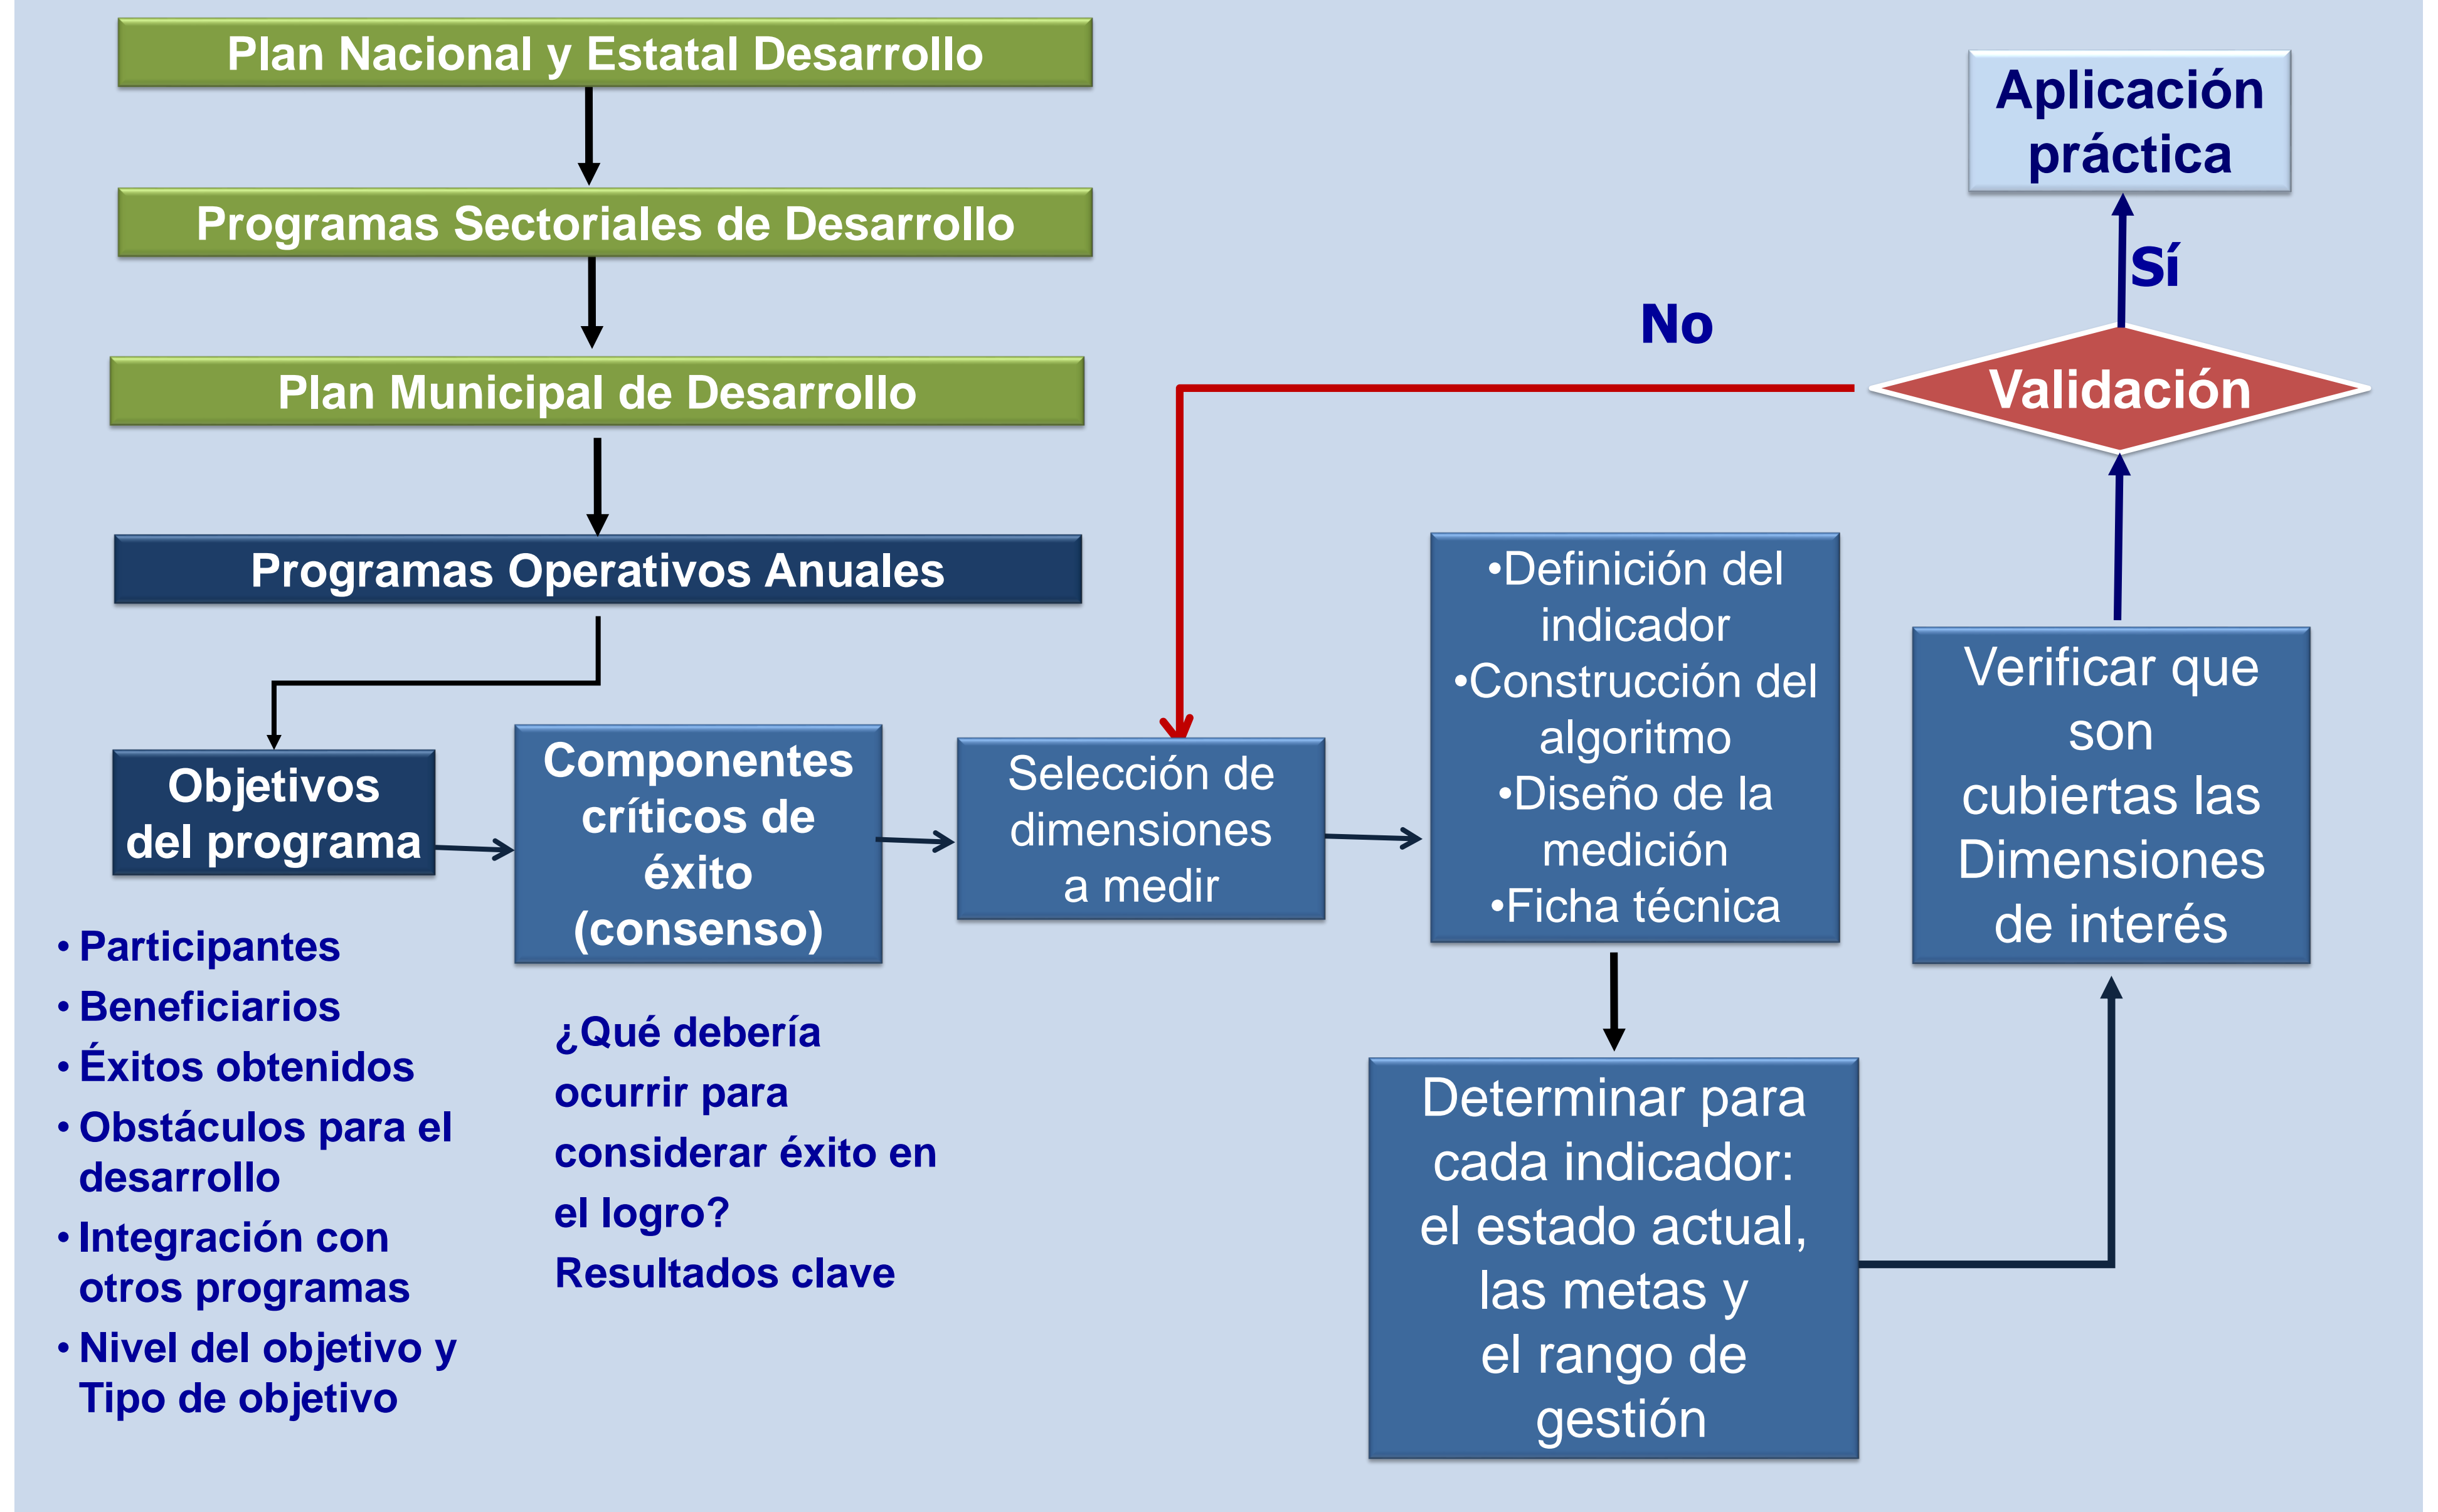 Plan Nacional y Estatal Desarrollo
Programas Sectoriales de Desarrollo
Plan Municipal de Desarrollo
Programas Operativos Anuales
Objetivos
del programa
• Participantes
• Beneficiarios
• Éxitos obtenidos
• Obstáculos para el
desarrollo
• Integración con
otros programas
• Nivel del objetivo y
Tipo de objetivo
Componentes
críticos de
éxito
(consenso)
¿Qué debería
ocurrir para
considerar éxito en
el logro?
Resultados clave
Selección de
dimensiones
a medir
•Definición del
indicador
•Construcción del
algoritmo
•Diseño de la
medición
•Ficha técnica
Determinar para
cada indicador:
el estado actual,
las metas y
el rango de
gestión
Verificar que
son
cubiertas las
Dimensiones
de interés
Validación
No
Sí
Aplicación
práctica